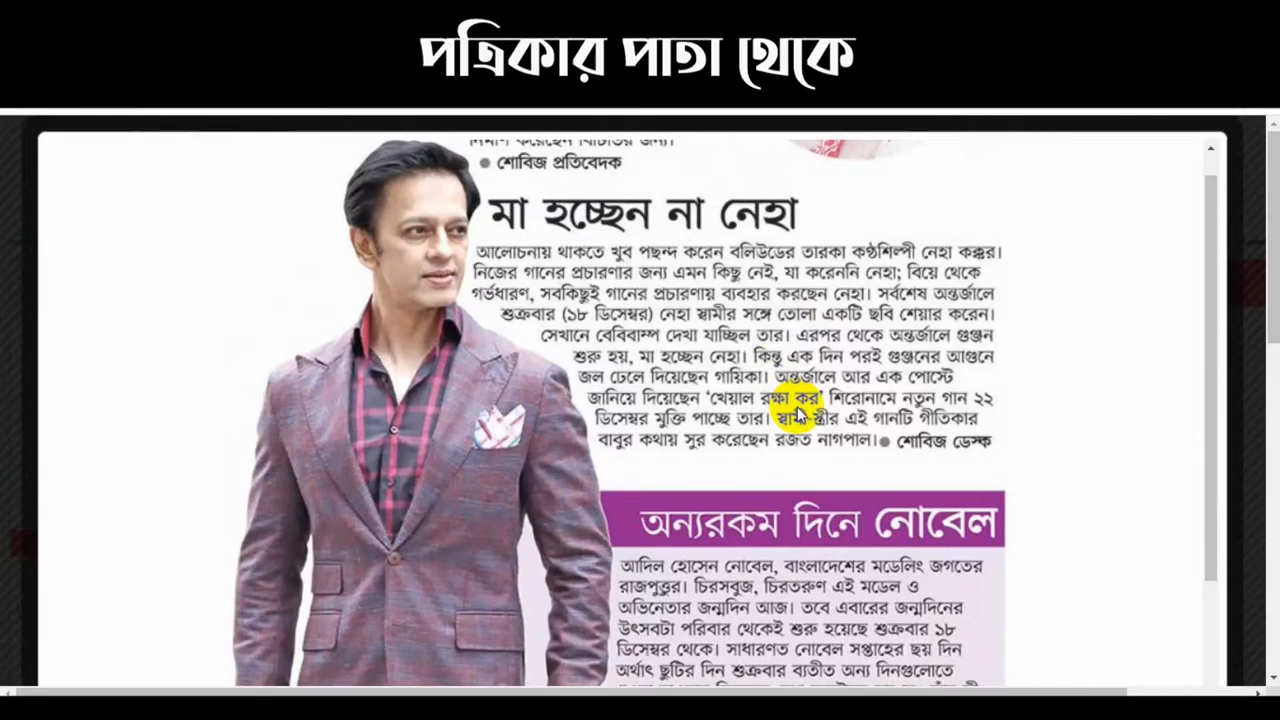 পত্রিকার পাতা থেকে
নির্মাণ করেছেন বিটিভির জন্য।
● শোবিজ প্রতিবেদক
মা হচ্ছেন না নেহা
আলোচনায় থাকতে খুব পছন্দ করেন বলিউডের তারকা কণ্ঠশিল্পী নেহা কক্কর।
নিজের গানের প্রচারণার জন্য এমন কিছু নেই, যা করেননি নেহা; বিয়ে থেকে
গর্ভধারণ, সবকিছুই গানের প্রচারণায় ব্যবহার করছেন নেহা। সর্বশেষ অন্তর্জালে
শুক্রবার (১৮ ডিসেম্বর) নেহা স্বামীর সঙ্গে তোলা একটি ছবি শেয়ার করেন।
সেখানে বেবিবাম্প দেখা যাচ্ছিল তার। এরপর থেকে অন্তর্জালে গুঞ্জন
শুরু হয়, মা হচ্ছেন নেহা। কিন্তু এক দিন পরই গুঞ্জনের আগুনে
জল ঢেলে দিয়েছেন গায়িকা। অন্তর্জালে আর এক পোস্টে
জানিয়ে দিয়েছেন ‘খেয়াল রক্ষা কর’ শিরোনামে নতুন গান ২২
ডিসেম্বর মুক্তি পাচ্ছে তার। স্বামী-স্ত্রীর এই গানটি গীতিকার
বাবুর কথায় সুর করেছেন রজত নাগপাল। ● শোবিজ ডেস্ক
অন্যরকম দিনে নোবেল
আদিল হোসেন নোবেল, বাংলাদেশের মডেলিং জগতের
রাজপুত্তুর। চিরসবুজ, চিরতরুণ এই মডেল ও
অভিনেতার জন্মদিন আজ। তবে এবারের জন্মদিনের
উৎসবটা পরিবার থেকেই শুরু হয়েছে শুক্রবার ১৮
ডিসেম্বর থেকে। সাধারণত নোবেল সপ্তাহের ছয় দিন
অর্থাৎ ছুটির দিন শুক্রবার ব্যতীত অন্য দিনগুলোতে